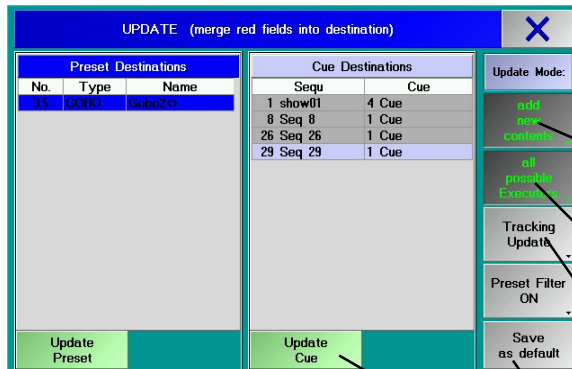 UPDATE (merge red fields into destination)
Preset Destinations
No. Type Name
35 GOBO Gobo2<>
Update Preset
Cue Destinations
Sequ Cue
1 show01 4 Cue
8 Seq 8 1 Cue
26 Seq 26 1 Cue
29 Seq 29 1 Cue
Update Cue
Update Mode:
add
new
contents
all
possible
Tracking
Update
Preset Filter
ON
Save
as default